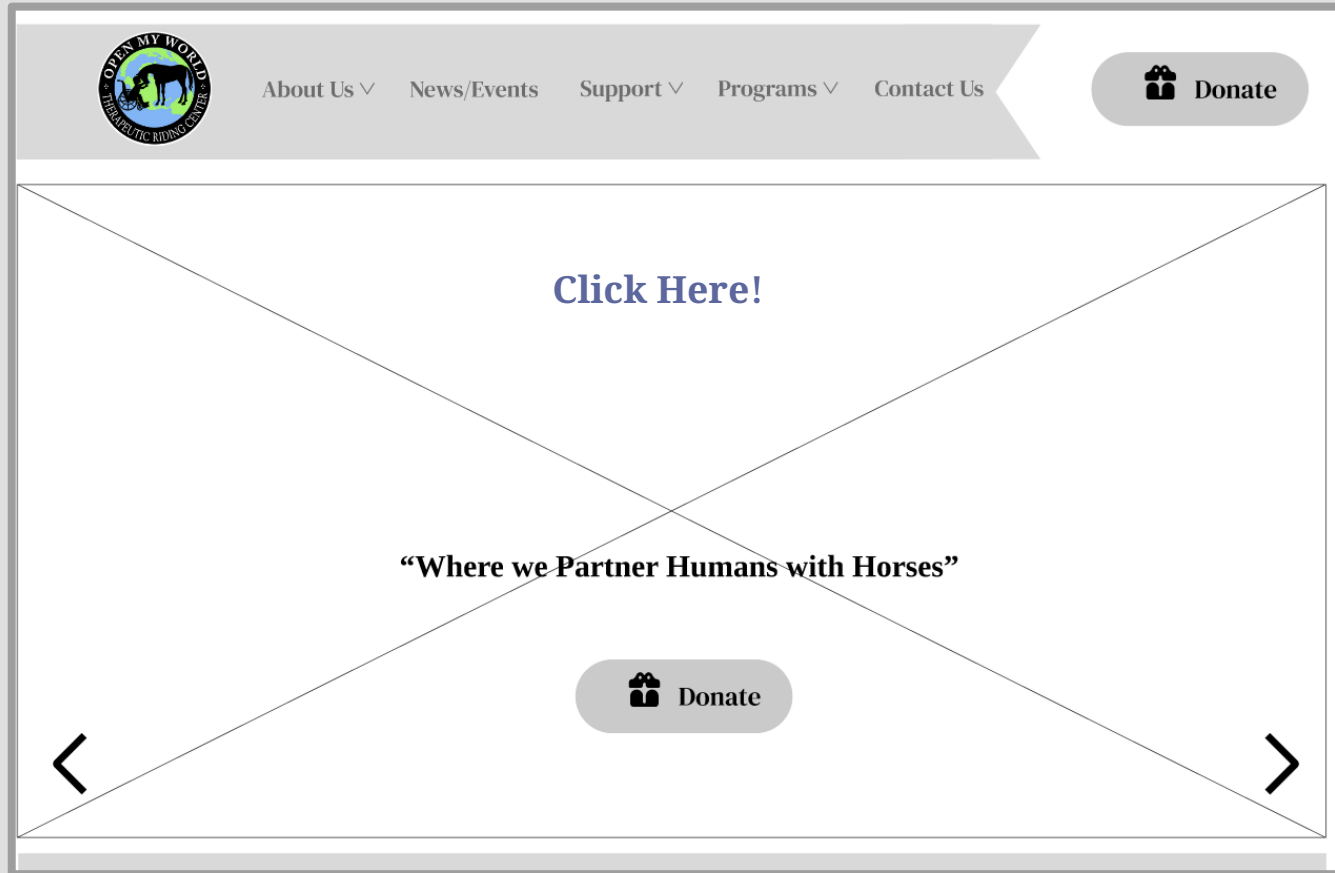 OPEN MY WORLD
THERAPEUTIC RIDING CENTER
About Us
News/Events
Support
Programs
Contact Us
Donate
Click Here!
“Where we Partner Humans with Horses”
Donate